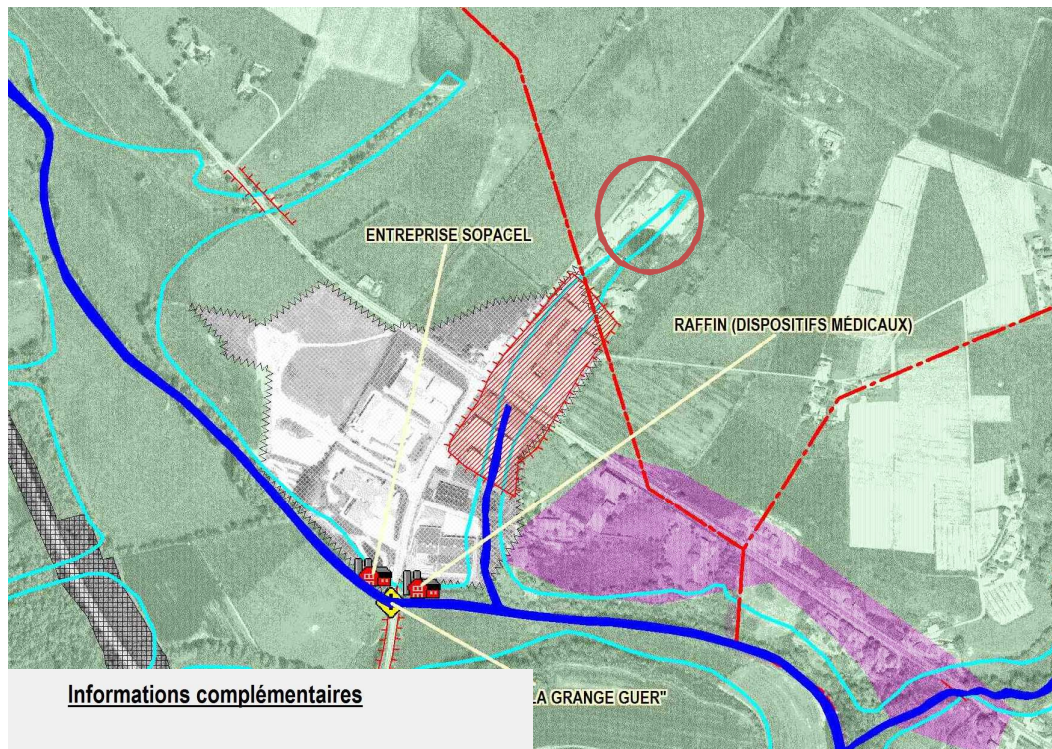 ENTREPRISE SOPACEL
RAFFIN (DISPOSITIFS MÉDICAUX)
LA GRANGE GUER"
Informations complémentaires